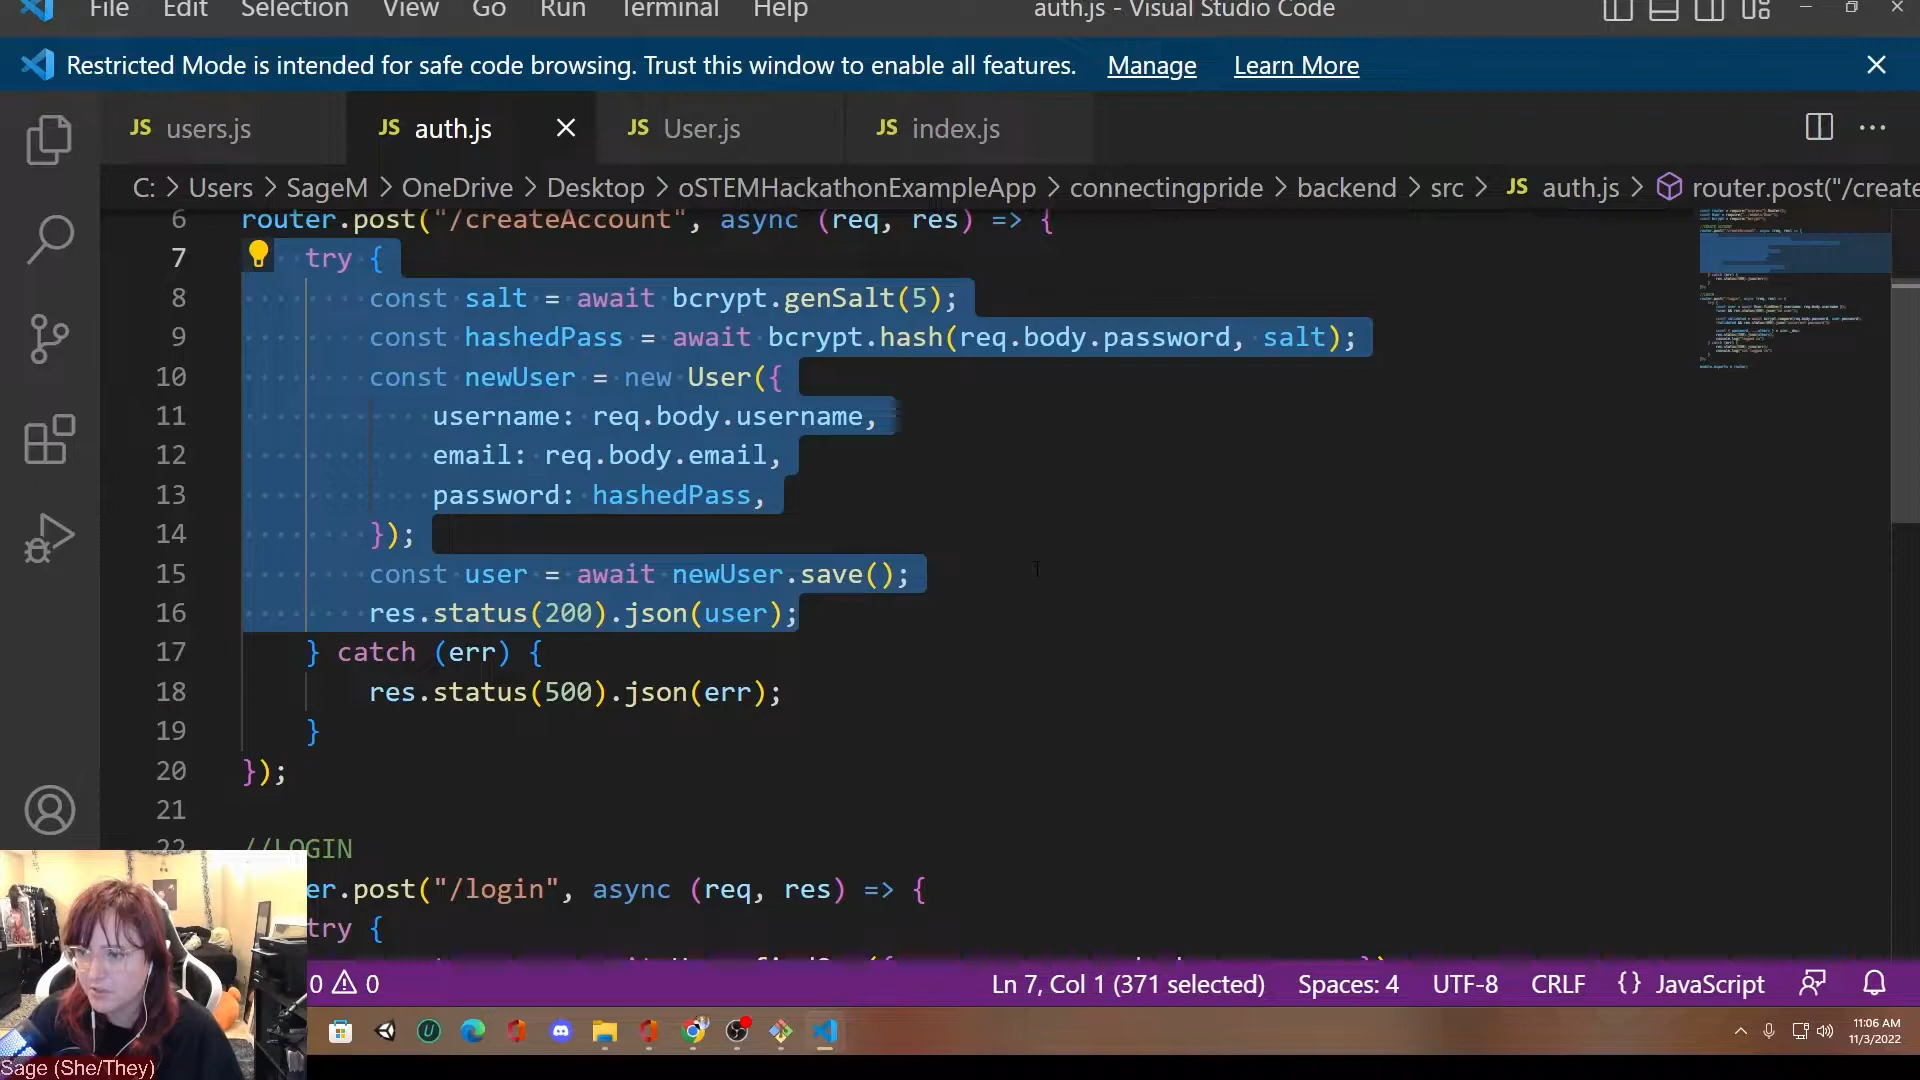 File Edit Selection View Go Run Terminal Help auth.js - Visual Studio Code
Restricted Mode is intended for safe code browsing. Trust this window to enable all features. Manage Learn More
JS users.js JS auth.js JS User.js JS index.js
C: > Users > SageM > OneDrive > Desktop > oSTEMHackathonExampleApp > connectingpride > backend > src > JS auth.js > router.post("/create
6 router.post("/createAccount", async (req, res) => {
7 try {
8 const salt = await bcrypt.genSalt(5);
9 const hashedPass = await bcrypt.hash(req.body.password, salt);
10 const newUser = new User({
11 username: req.body.username,
12 email: req.body.email,
13 password: hashedPass,
14 });
15 const user = await newUser.save();
16 res.status(200).json(user);
17 } catch (err) {
18 res.status(500).json(err);
19 }
20 });
21
22 //LOGIN
er.post("/login", async (req, res) => {
try {
0 0 Ln 7, Col 1 (371 selected) Spaces: 4 UTF-8 CRLF {} JavaScript
11:06 AM
11/3/2022
Sage (She/They)